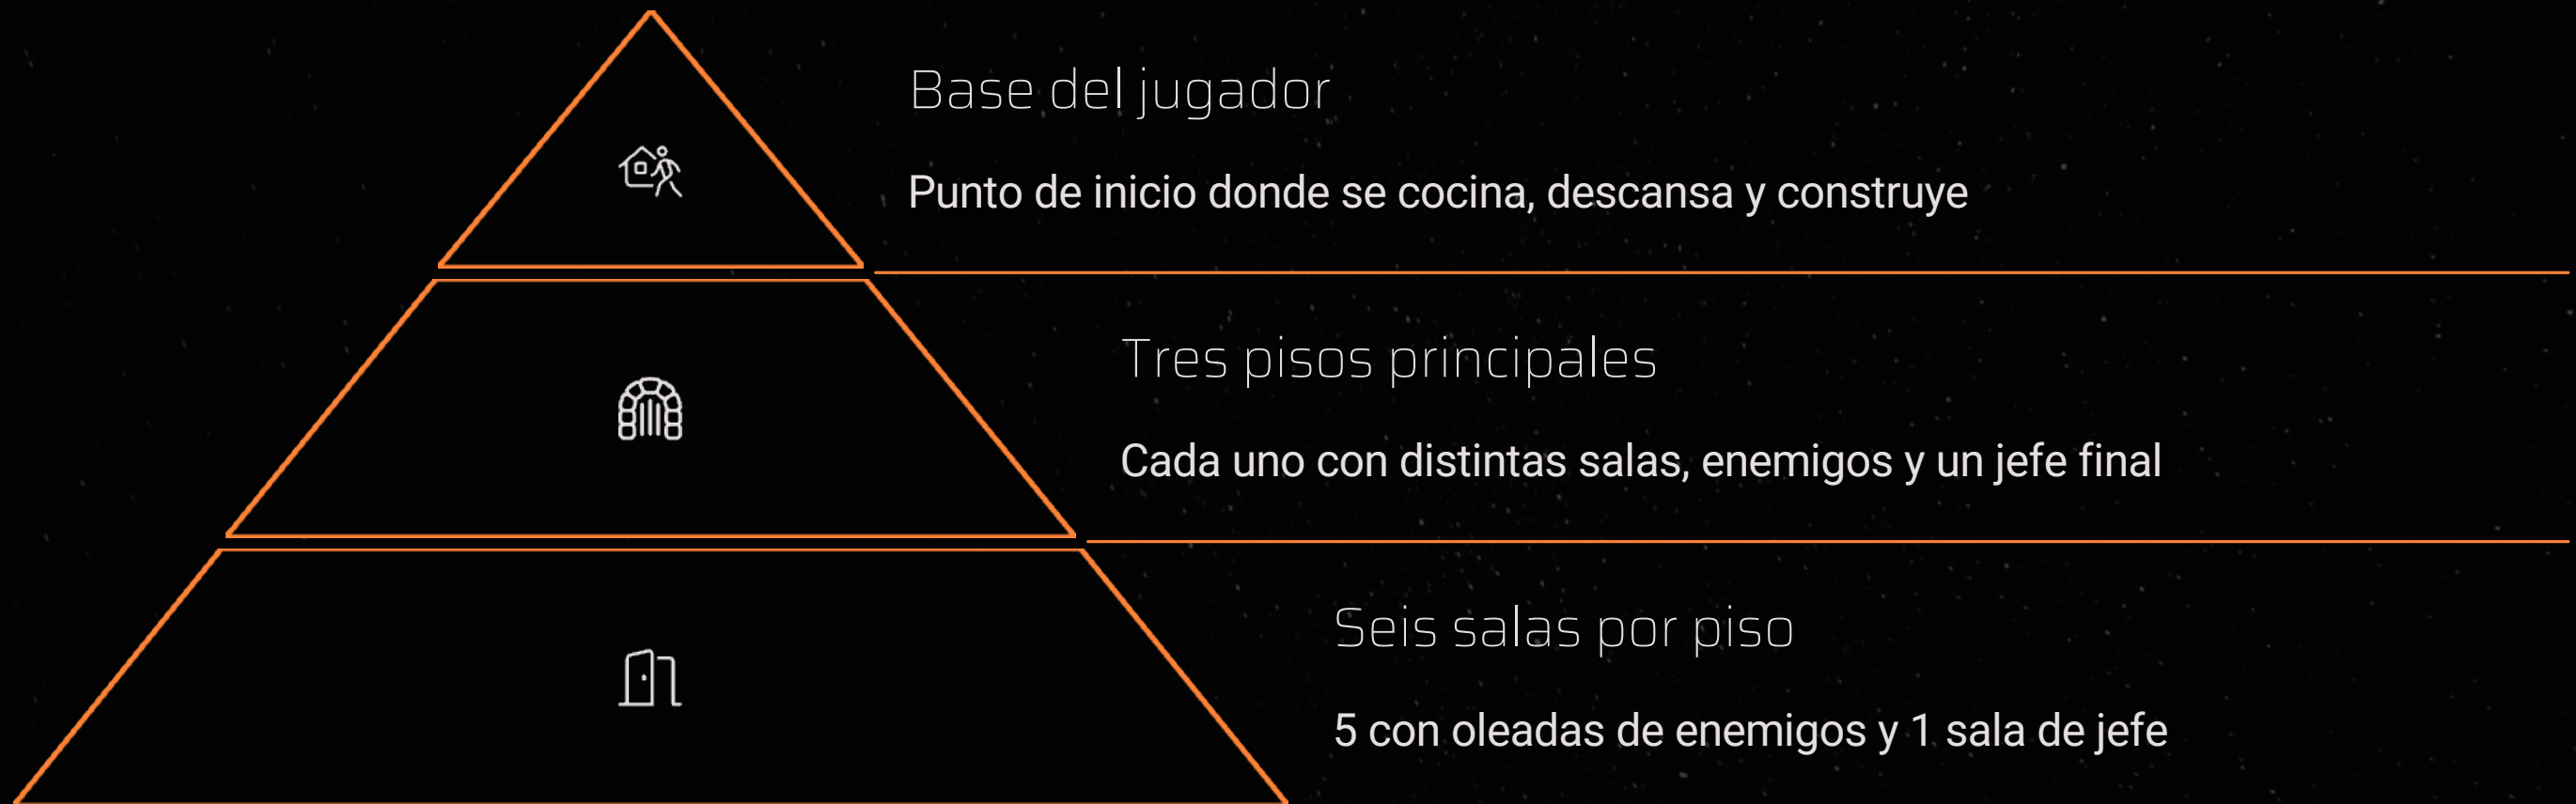 Base del jugador
Punto de inicio donde se cocina, descansa y construye
Tres pisos principales
Cada uno con distintas salas, enemigos y un jefe final
Seis salas por piso
5 con oleadas de enemigos y 1 sala de jefe